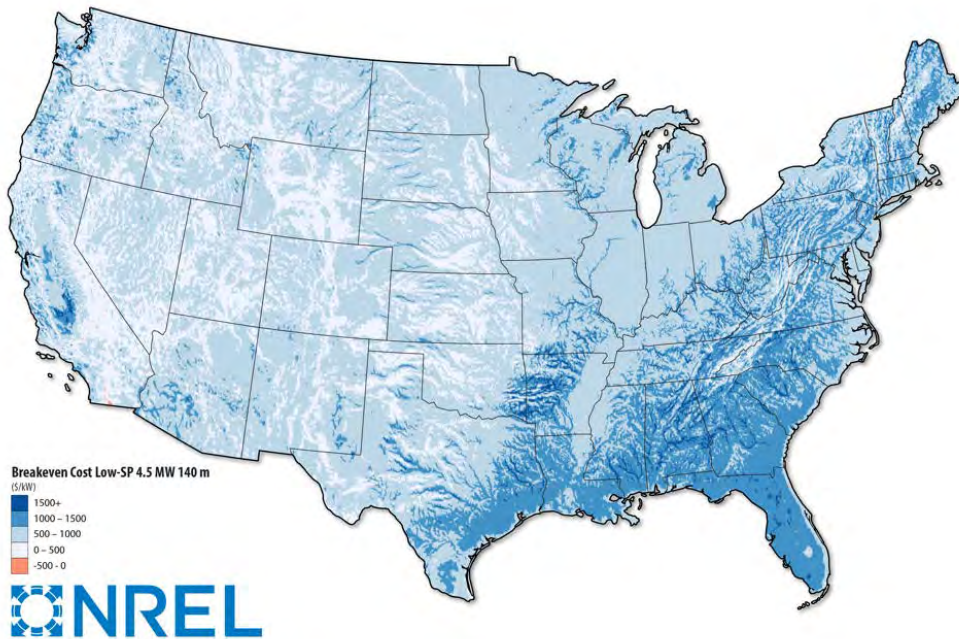 Breakeven Cost Low-SP 4.5 MW 140 m
($/kW)
1500+
1000 – 1500
500 – 1000
0 – 500
-500 - 0
NREL